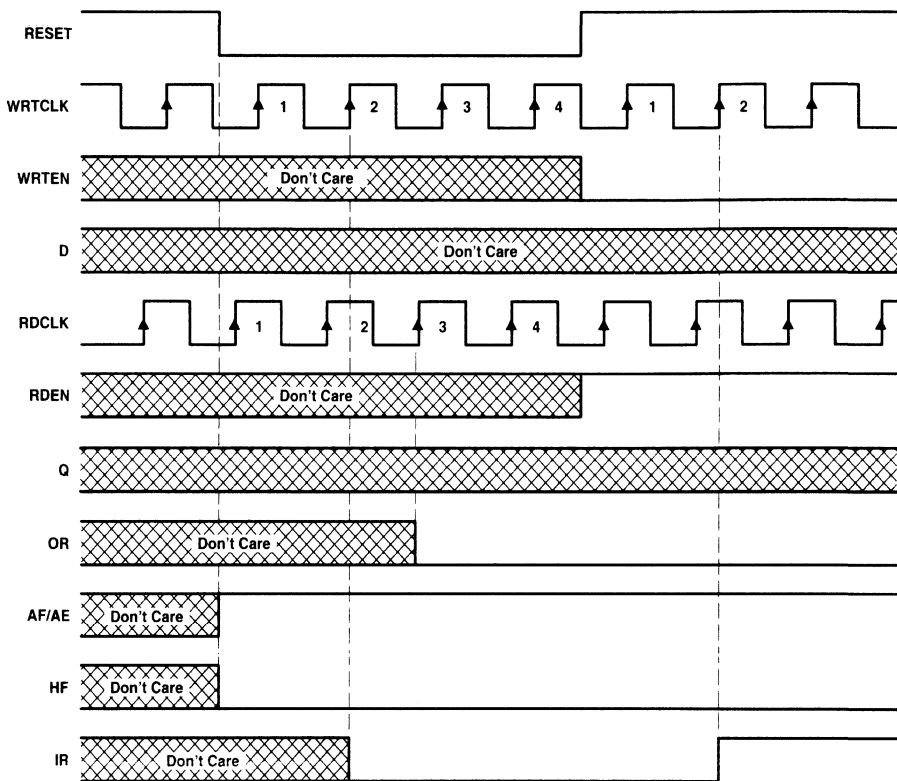 RESET
WRTCLK
1 2 3 4 1 2
WRTEN
Don't Care
D
Don't Care
RDCLK
1 2 3 4
RDEN
Don't Care
Q
OR
Don't Care
AF/AE
Don't Care
HF
Don't Care
IR
Don't Care